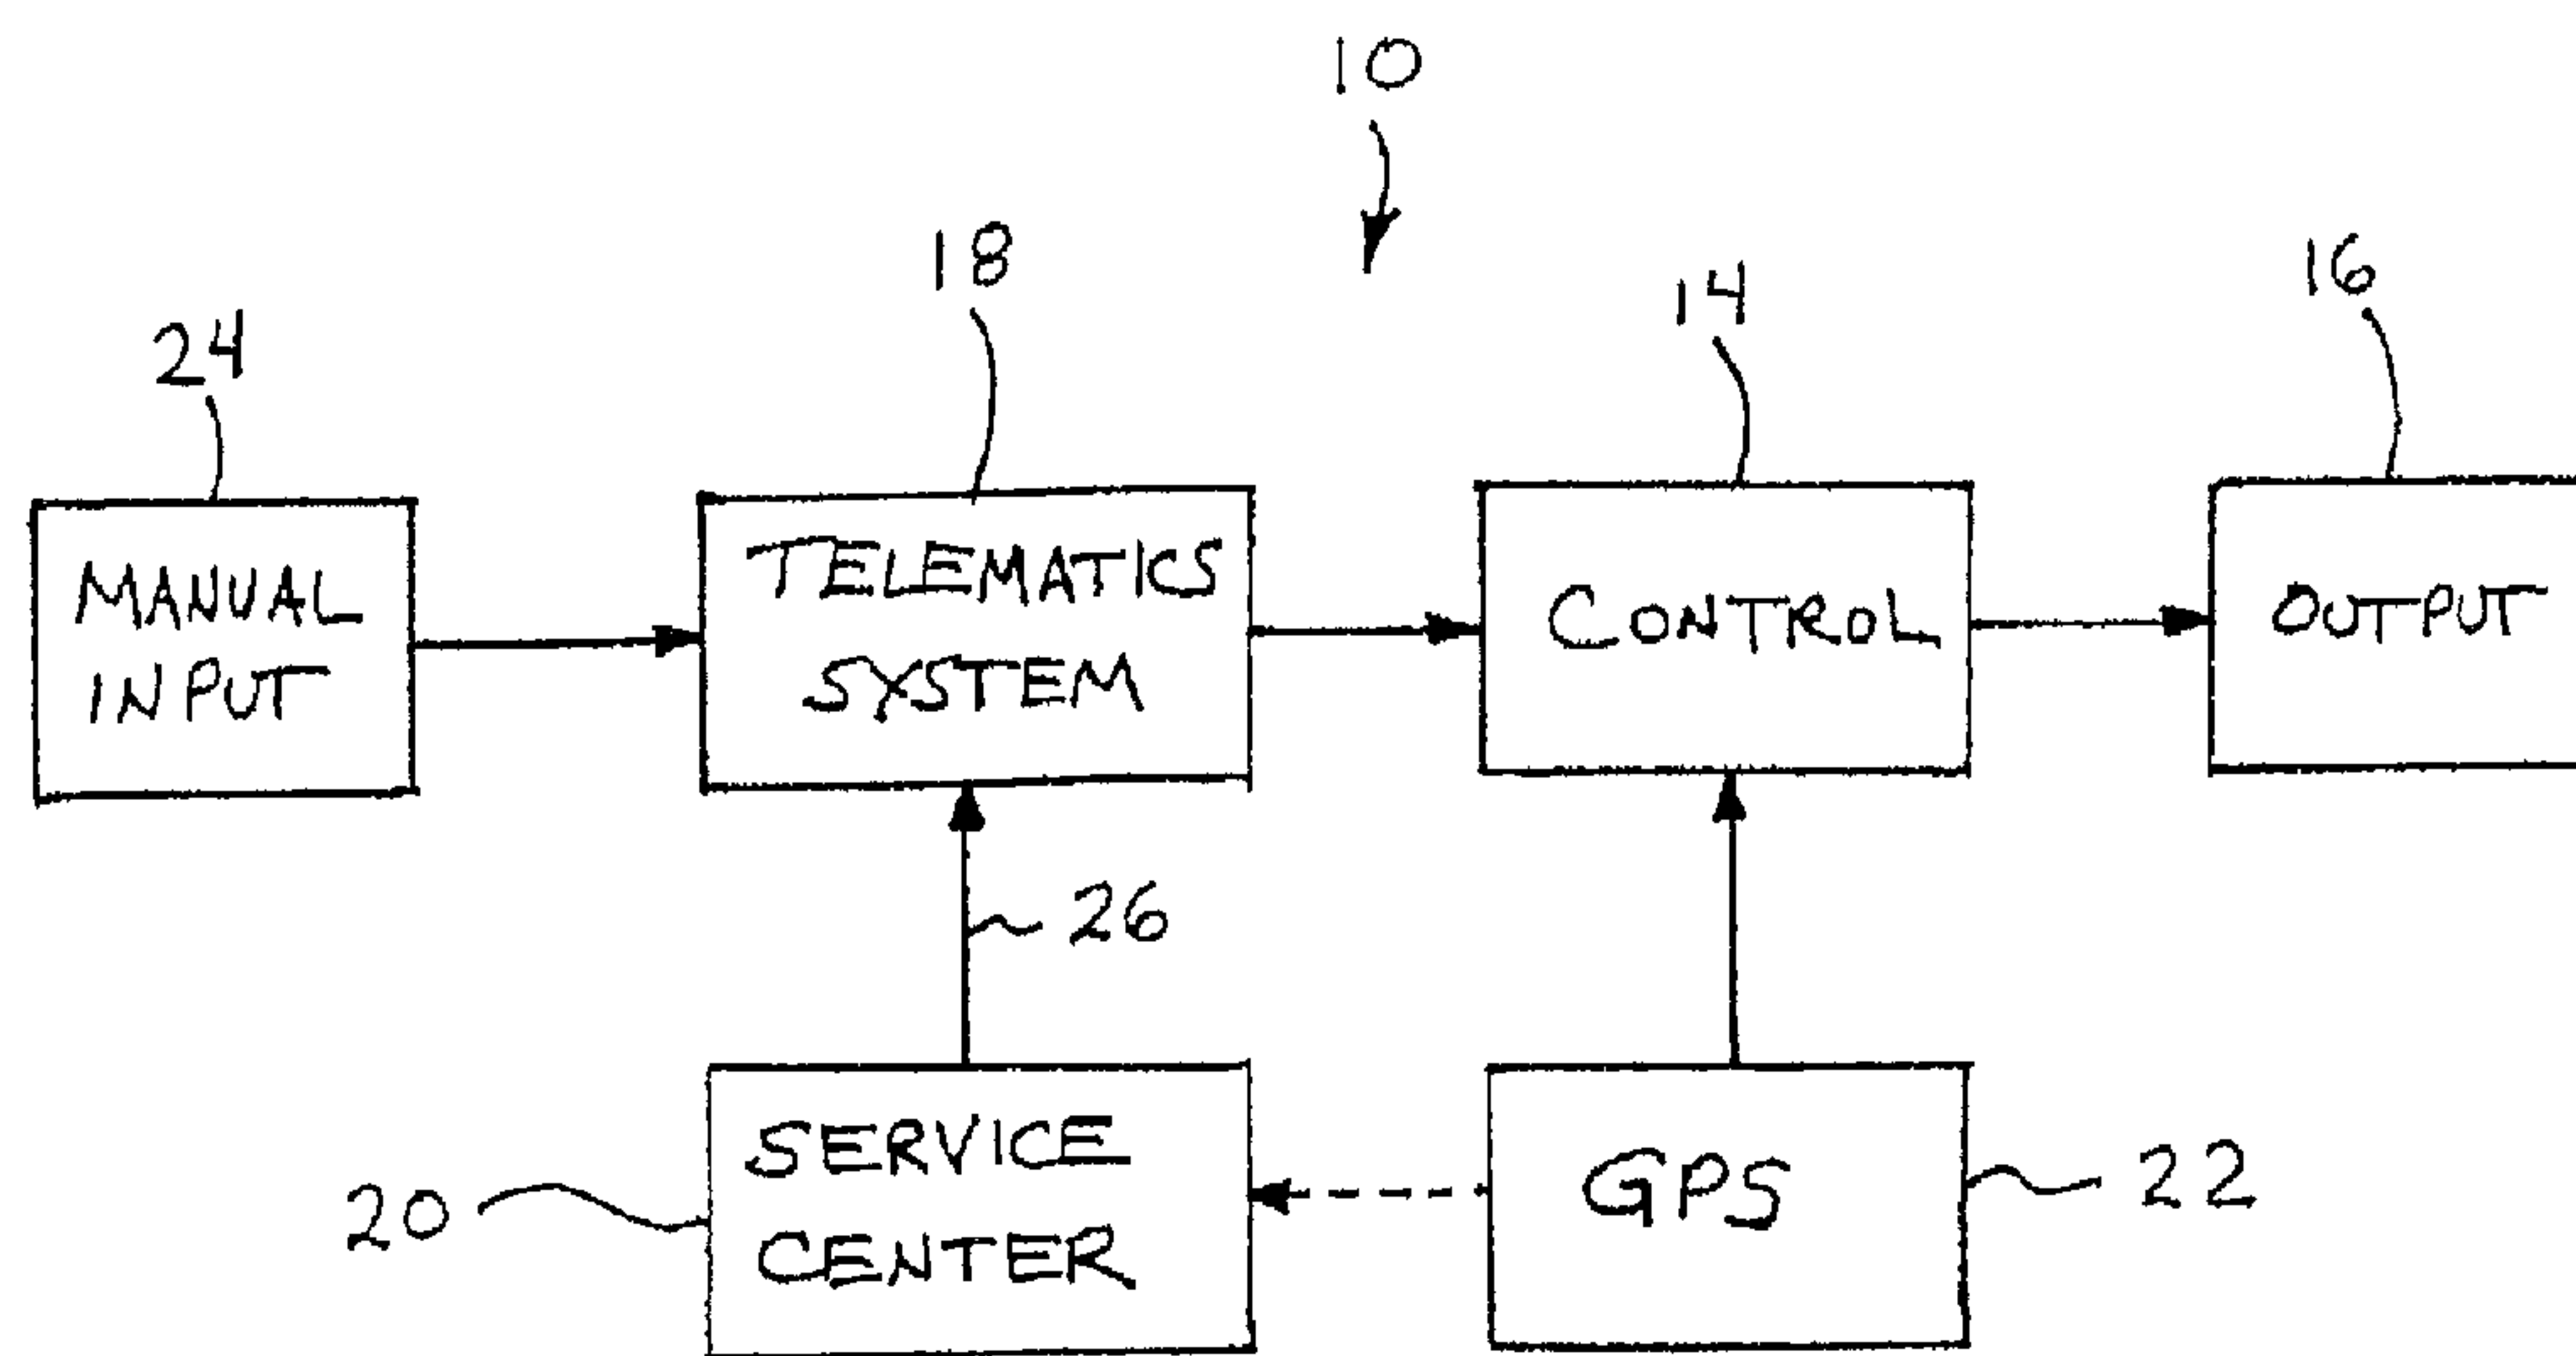 10
18
14
16
24
MANUAL
INPUT
TELEMATICS
SYSTEM
CONTROL
OUTPUT
26
SERVICE
CENTER
GPS
20
22